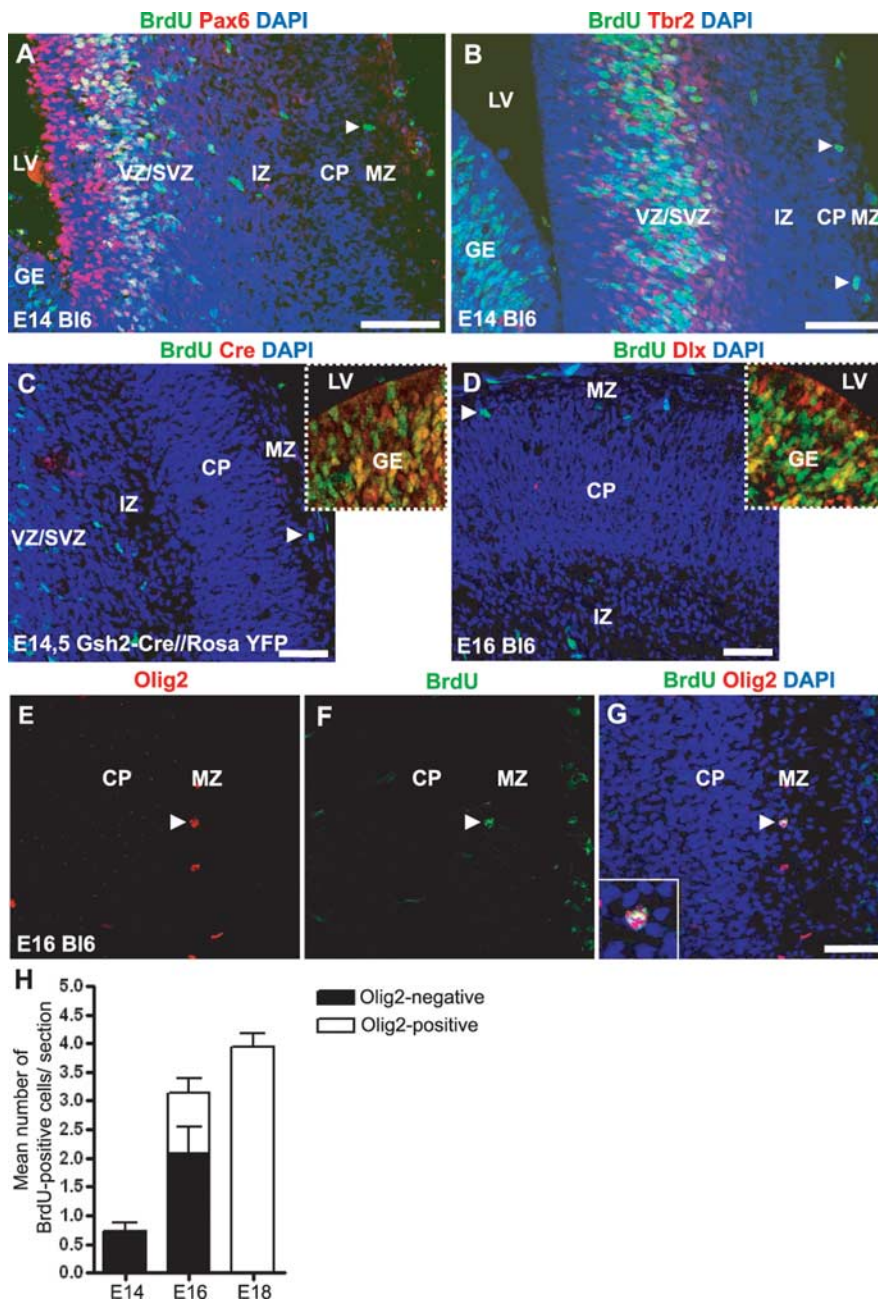 BrdU Pax6 DAPI
A
LV
VZ/SVZ
IZ
CP
MZ
GE
E14 Bl6
BrdU Tbr2 DAPI
B
LV
VZ/SVZ
IZ
CP
MZ
GE
E14 Bl6
BrdU Cre DAPI
C
LV
GE
MZ
CP
IZ
VZ/SVZ
E14,5 Gsh2-Cre//Rosa YFP
BrdU Dlx DAPI
D
MZ
LV
GE
CP
IZ
E16 Bl6
Olig2
E
CP
MZ
E16 Bl6
BrdU
F
CP
MZ
BrdU Olig2 DAPI
G
CP
MZ
H
Mean number of
BrdU-positive cells/ section
5.0
4.5
4.0
3.5
3.0
2.5
2.0
1.5
1.0
0.5
0.0
E14
E16
E18
Olig2-negative
Olig2-positive